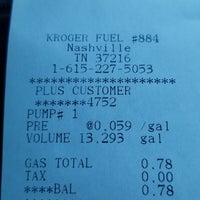 KROGER FUEL #884
Nashville
TN 37216
1-615-227-5053
********************
PLUS CUSTOMER
*******4752
PUMP# 1
PRE @0.059 /gal
VOLUME 13.293 gal
GAS TOTAL 0.78
TAX 0.00
****BAL 0.78